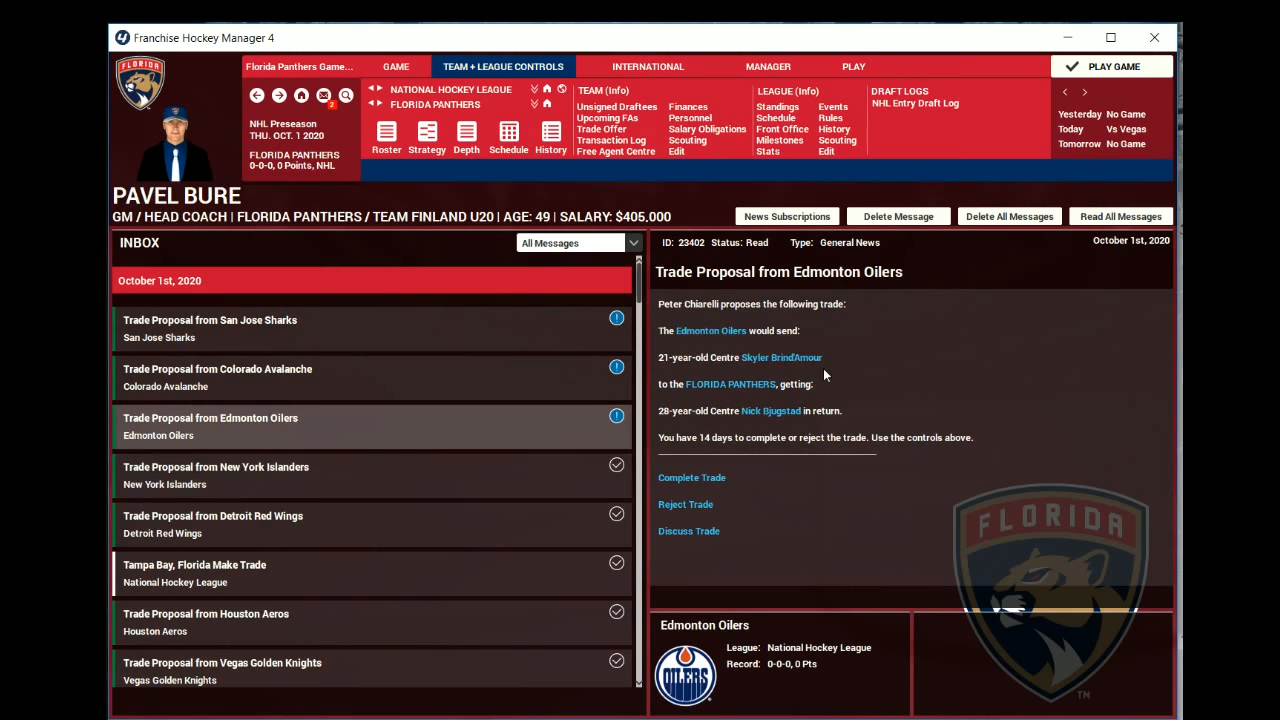 Franchise Hockey Manager 4
FLORIDA
Florida Panthers Game...
GAME
TEAM + LEAGUE CONTROLS
INTERNATIONAL
MANAGER
PLAY
PLAY GAME
2
NHL Preseason
THU. OCT. 1 2020
FLORIDA PANTHERS
0-0-0, 0 Points, NHL
NATIONAL HOCKEY LEAGUE
FLORIDA PANTHERS
Roster Strategy Depth Schedule History
TEAM (Info)
Unsigned Draftees Finances
Upcoming FAs Personnel
Trade Offer Salary Obligations
Transaction Log Scouting
Free Agent Centre Edit
LEAGUE (Info)
Standings Events
Schedule Rules
Front Office History
Milestones Scouting
Stats Edit
DRAFT LOGS
NHL Entry Draft Log
Yesterday No Game
Today Vs Vegas
Tomorrow No Game
PAVEL BURE
GM / HEAD COACH | FLORIDA PANTHERS / TEAM FINLAND U20 | AGE: 49 | SALARY: $405,000
News Subscriptions Delete Message Delete All Messages Read All Messages
INBOX
All Messages
October 1st, 2020
Trade Proposal from San Jose Sharks
San Jose Sharks
Trade Proposal from Colorado Avalanche
Colorado Avalanche
Trade Proposal from Edmonton Oilers
Edmonton Oilers
Trade Proposal from New York Islanders
New York Islanders
Trade Proposal from Detroit Red Wings
Detroit Red Wings
Tampa Bay, Florida Make Trade
National Hockey League
Trade Proposal from Houston Aeros
Houston Aeros
Trade Proposal from Vegas Golden Knights
Vegas Golden Knights
ID: 23402 Status: Read Type: General News
October 1st, 2020
Trade Proposal from Edmonton Oilers
Peter Chiarelli proposes the following trade:
The Edmonton Oilers would send:
21-year-old Centre Skyler Brind'Amour
to the FLORIDA PANTHERS, getting:
28-year-old Centre Nick Bjugstad in return.
You have 14 days to complete or reject the trade. Use the controls above.
Complete Trade
Reject Trade
Discuss Trade
FLORIDA
TM
Edmonton Oilers
OILERS
League: National Hockey League
Record: 0-0-0, 0 Pts